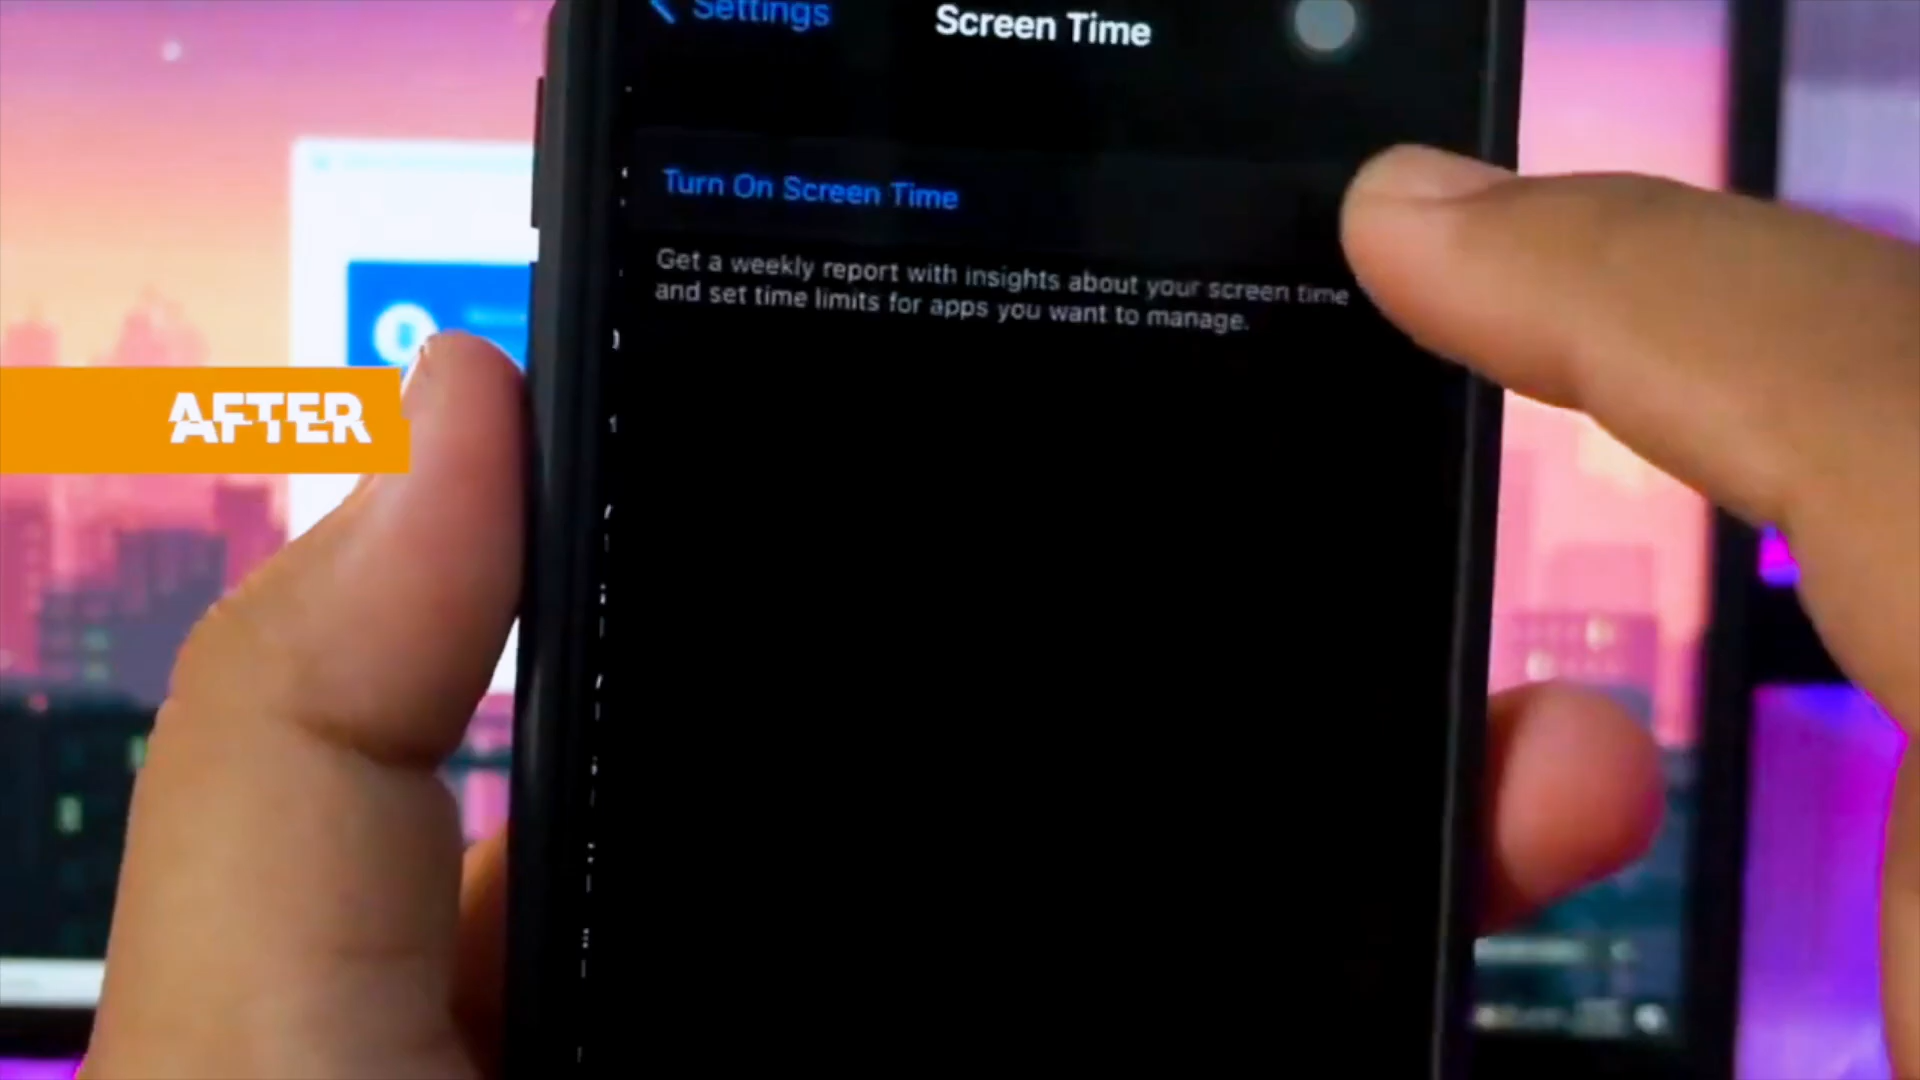 Settings
Screen Time
Turn On Screen Time
Get a weekly report with insights about your screen time
and set time limits for apps you want to manage.
AFTER